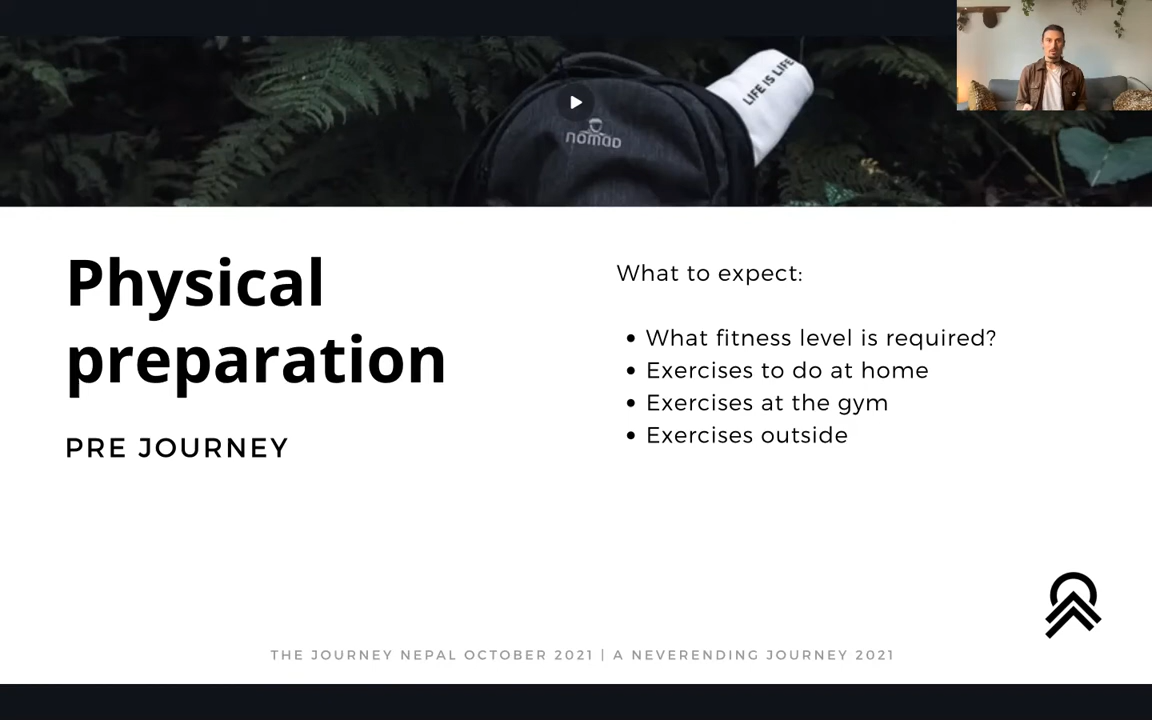 LIFE IS LIFE
nomad
Physical
preparation
PRE JOURNEY
What to expect:
• What fitness level is required?
• Exercises to do at home
• Exercises at the gym
• Exercises outside
THE JOURNEY NEPAL OCTOBER 2021 | A NEVERENDING JOURNEY 2021